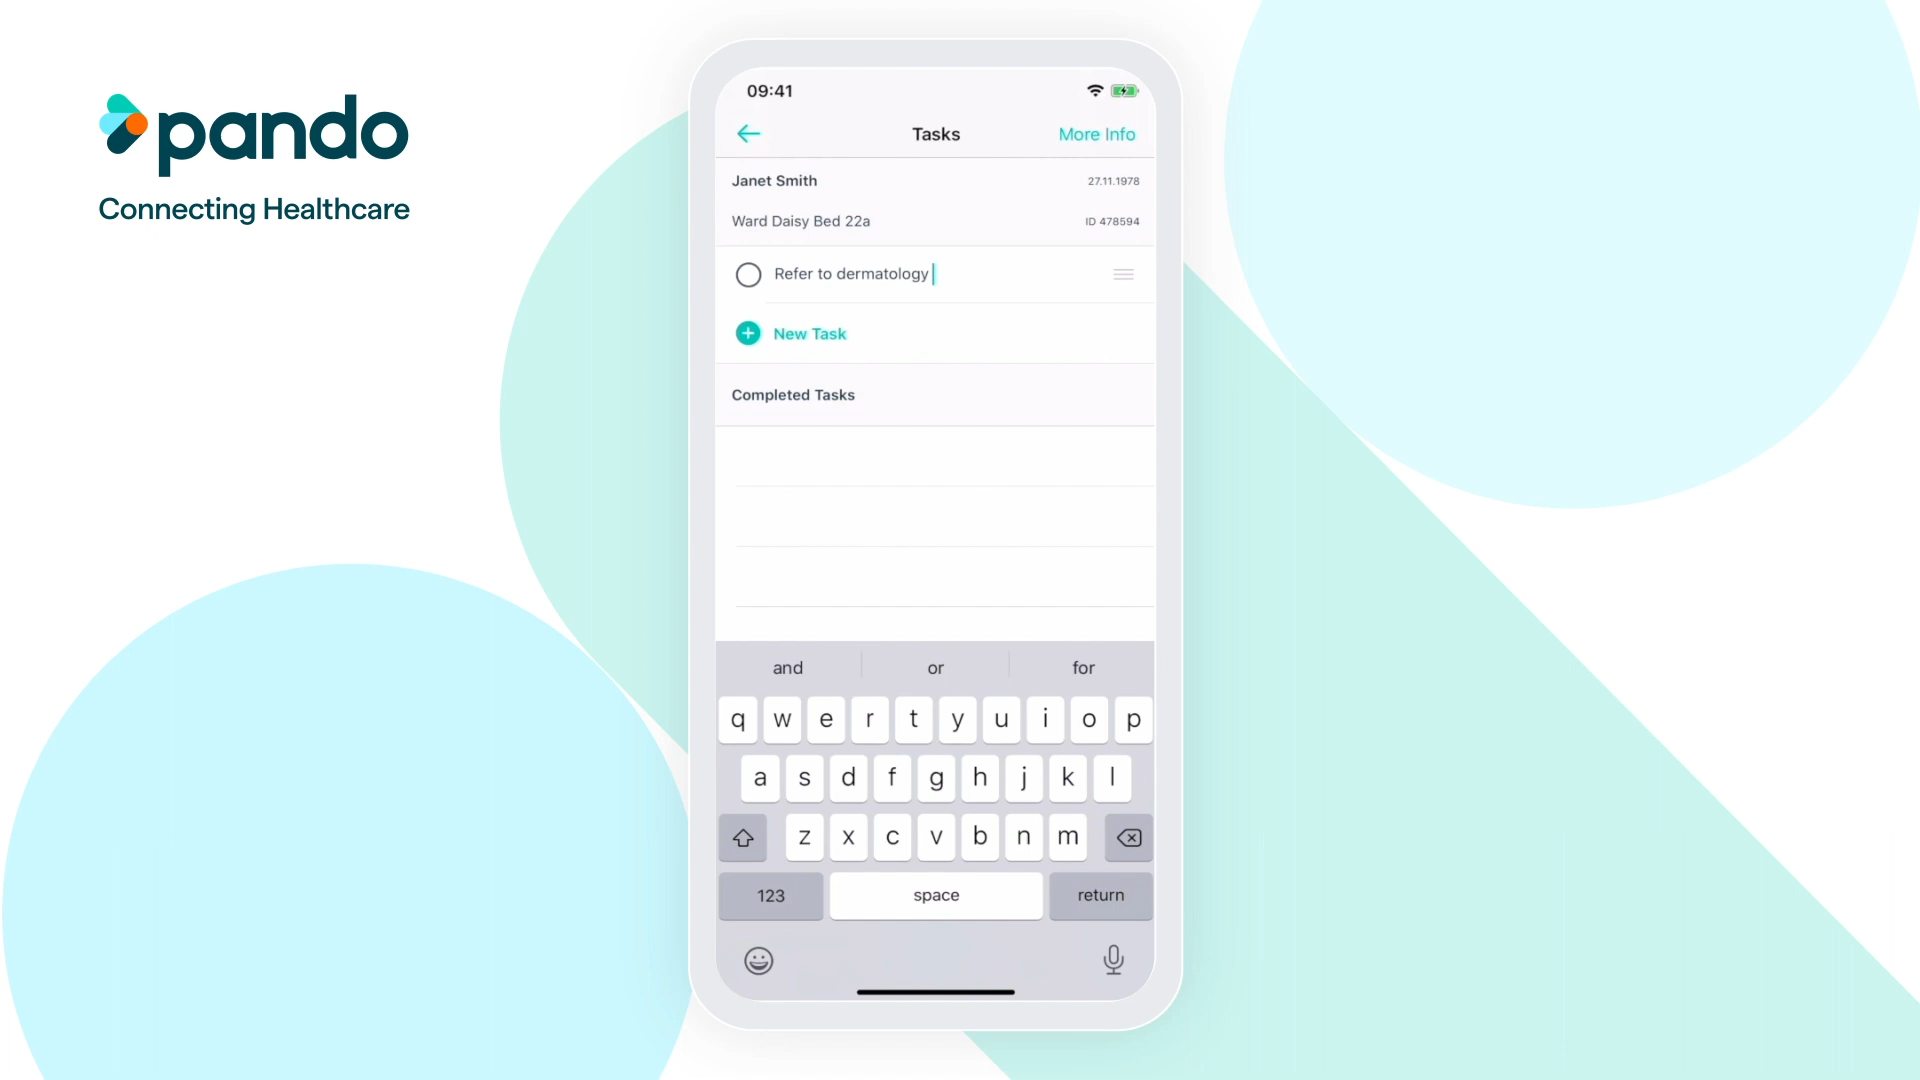 pando
Connecting Healthcare
09:41
Tasks
More Info
Janet Smith
27.11.1978
Ward Daisy Bed 22a
ID 478594
Refer to dermatology
New Task
Completed Tasks
and or for
q w e r t y u i o p
a s d f g h j k l
z x c v b n m
123 space return